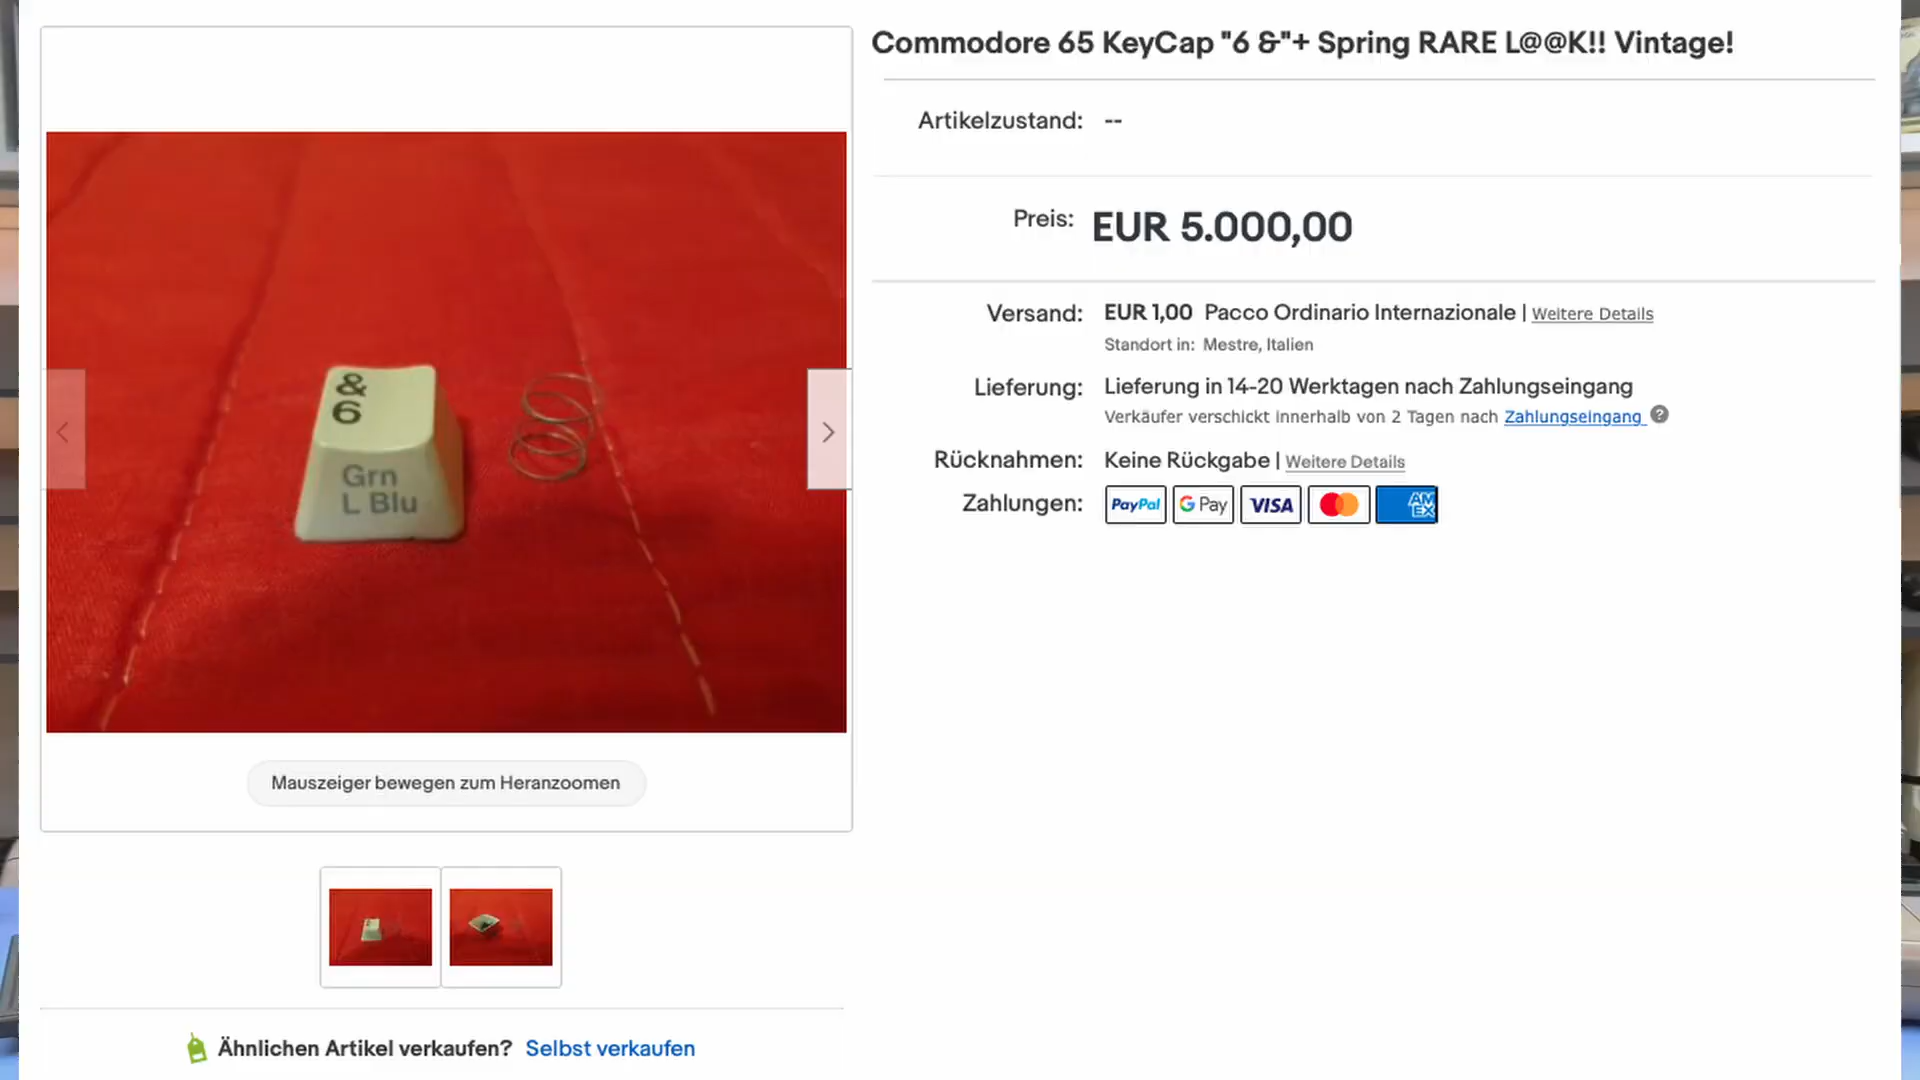 Commodore 65 KeyCap "6 &"+ Spring RARE L@@K!! Vintage!
Artikelzustand: --
Preis: EUR 5.000,00
Versand: EUR 1,00 Pacco Ordinario Internazionale | Weitere Details
Standort in: Mestre, Italien
Lieferung: Lieferung in 14-20 Werktagen nach Zahlungseingang
Verkäufer verschickt innerhalb von 2 Tagen nach Zahlungseingang ?
Rücknahmen: Keine Rückgabe | Weitere Details
Zahlungen: PayPal G Pay VISA AM EX
&
6
Grn
L Blu
Mauszeiger bewegen zum Heranzoomen
Ähnlichen Artikel verkaufen? Selbst verkaufen